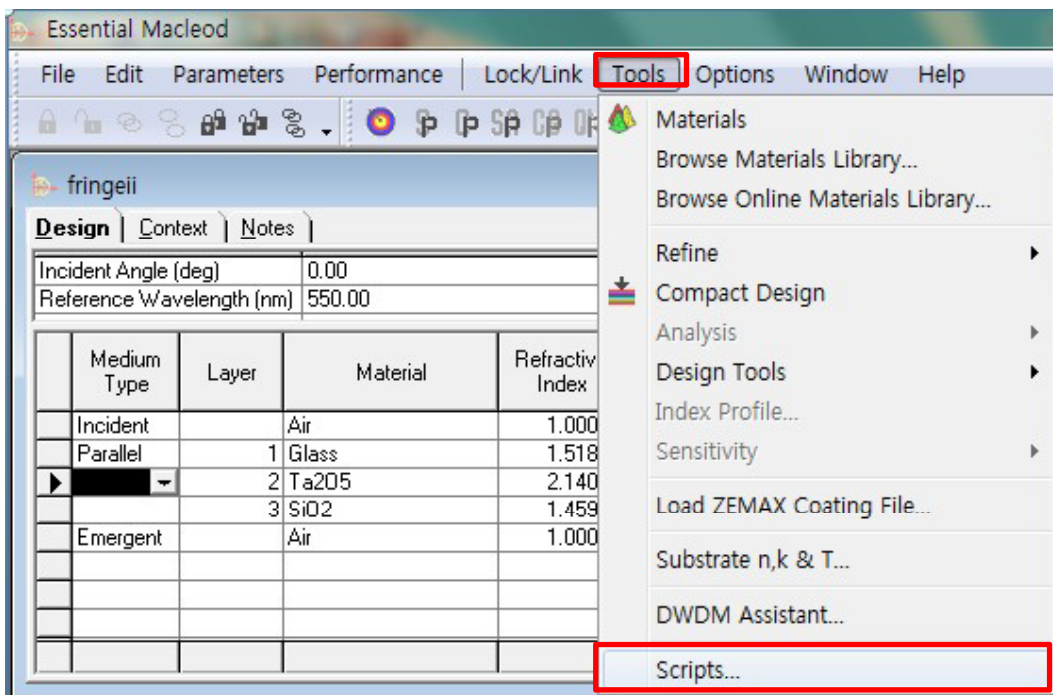 Essential Macleod
File Edit Parameters Performance Lock/Link Tools Options Window Help
fringeii
Design Context Notes
Incident Angle (deg) 0.00
Reference Wavelength (nm) 550.00
Medium Type Layer Material Refractiv Index
Incident Air 1.000
Parallel 1 Glass 1.518
2 Ta2O5 2.140
3 SiO2 1.459
Emergent Air 1.000
Materials
Browse Materials Library...
Browse Online Materials Library...
Refine
Compact Design
Analysis
Design Tools
Index Profile...
Sensitivity
Load ZEMAX Coating File...
Substrate n,k & T...
DWDM Assistant...
Scripts...